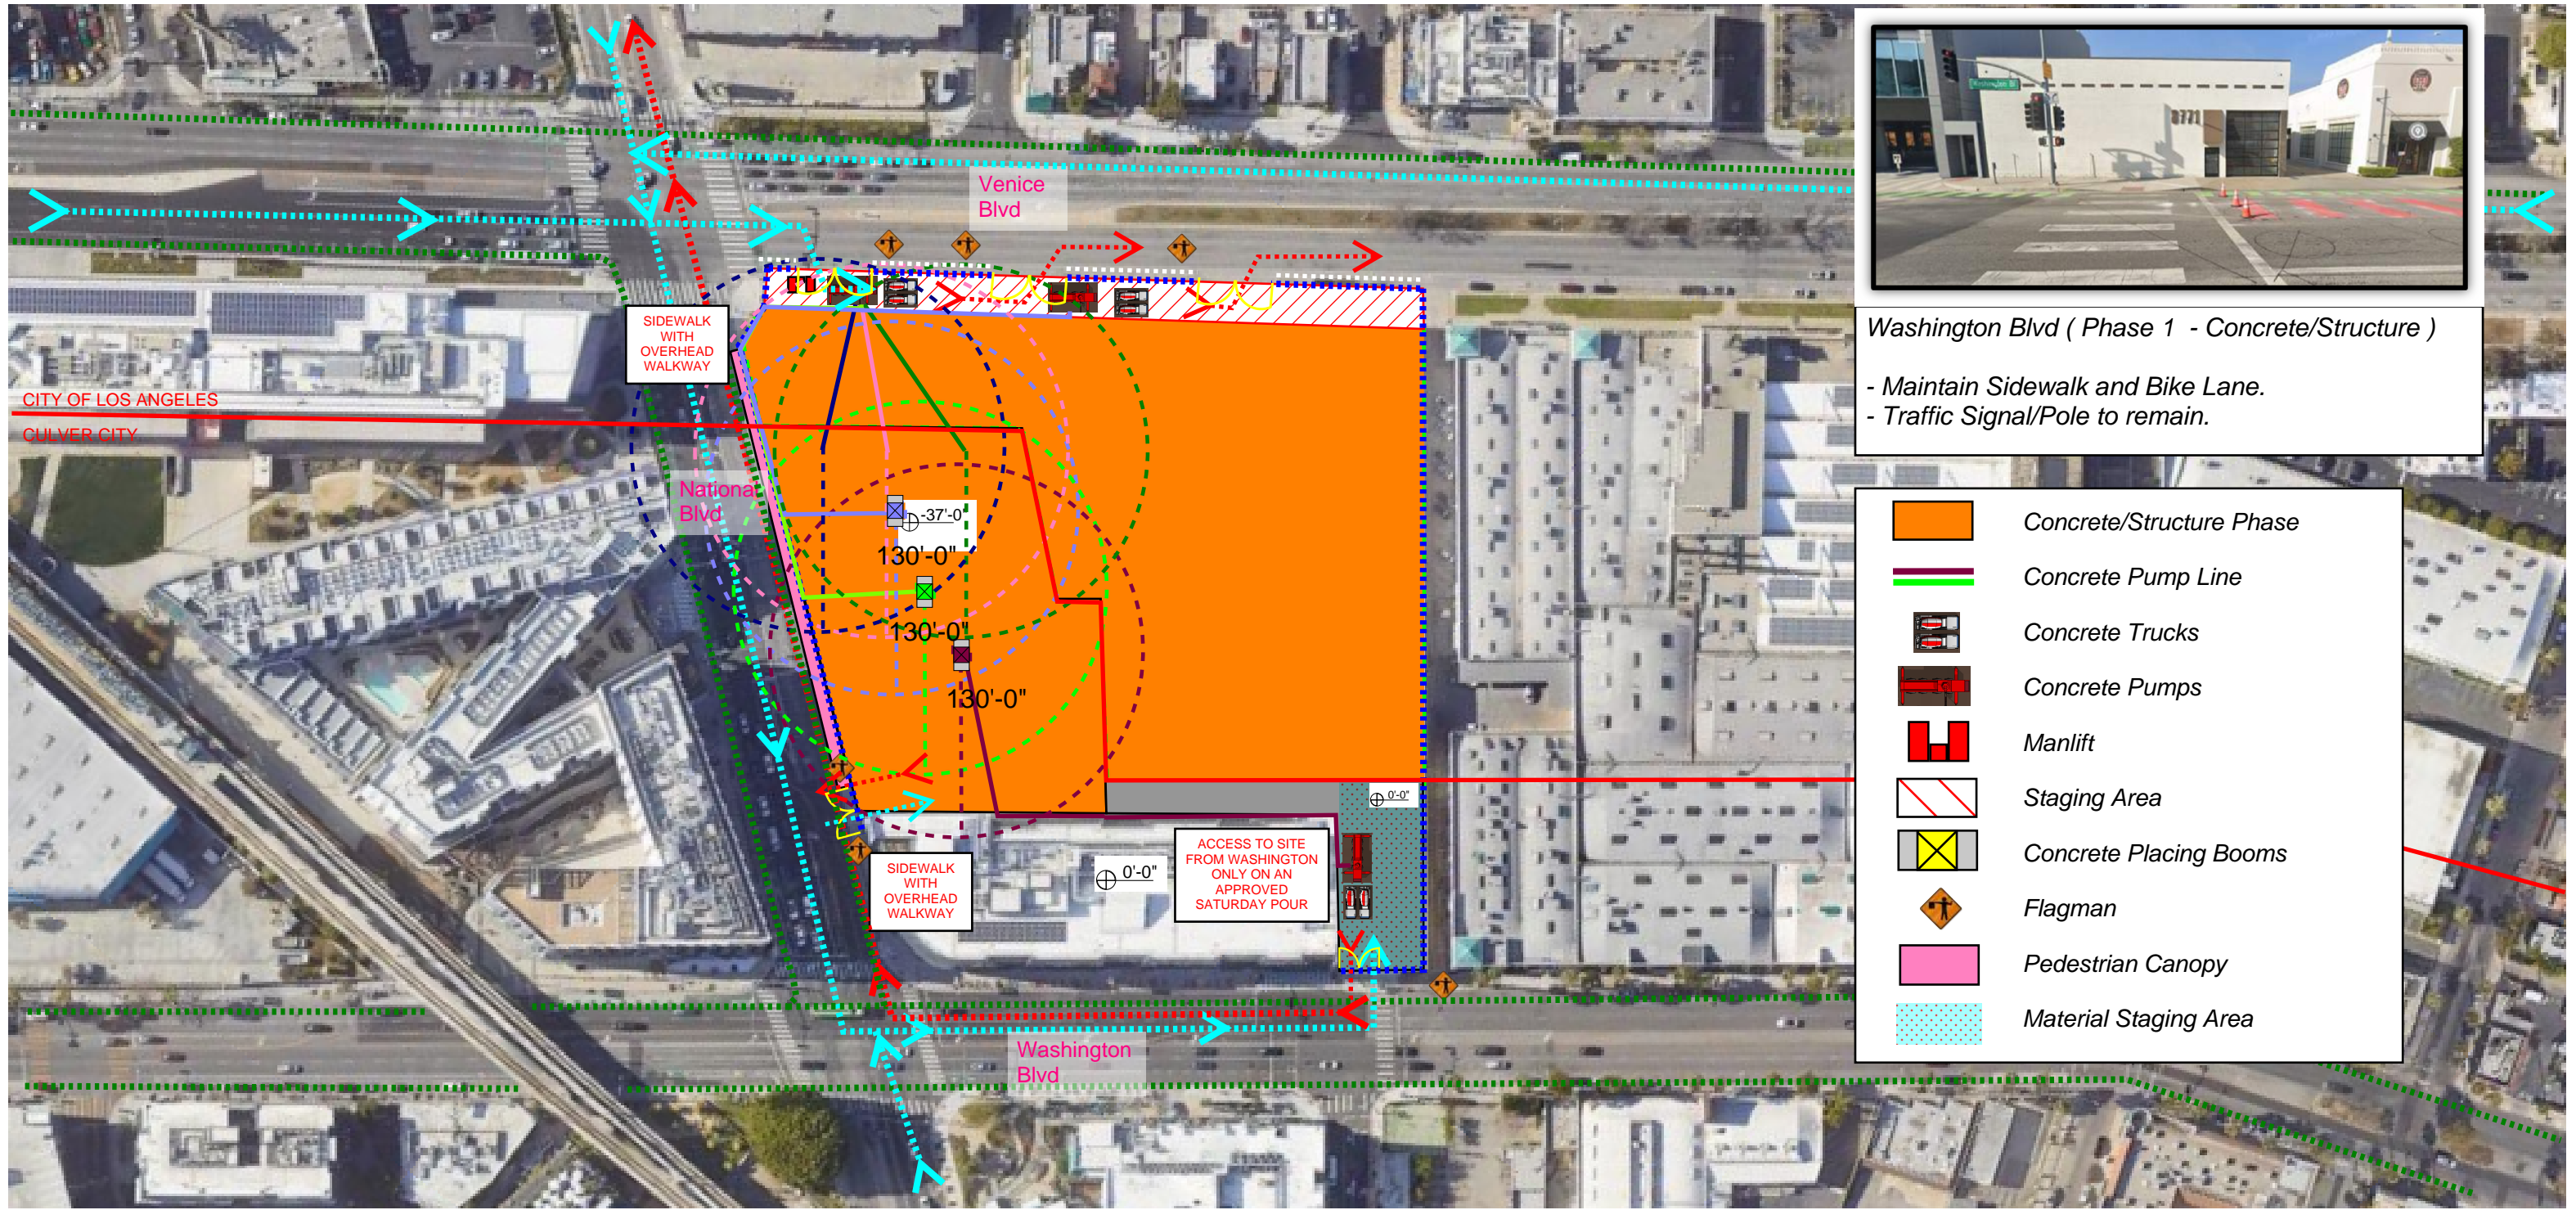 Venice
Blvd
SIDEWALK
WITH
OVERHEAD
WALKWAY
CITY OF LOS ANGELES
CULVER CITY
National
Blvd
-37'-0"
130'-0"
130'-0"
130'-0"
0'-0"
SIDEWALK
WITH
OVERHEAD
WALKWAY
0'-0"
ACCESS TO SITE
FROM WASHINGTON
ONLY ON AN
APPROVED
SATURDAY POUR
Washington
Blvd
Washington Bl
8771
Washington Blvd ( Phase 1 - Concrete/Structure )
- Maintain Sidewalk and Bike Lane.
- Traffic Signal/Pole to remain.
Concrete/Structure Phase
Concrete Pump Line
Concrete Trucks
Concrete Pumps
Manlift
Staging Area
Concrete Placing Booms
Flagman
Pedestrian Canopy
Material Staging Area